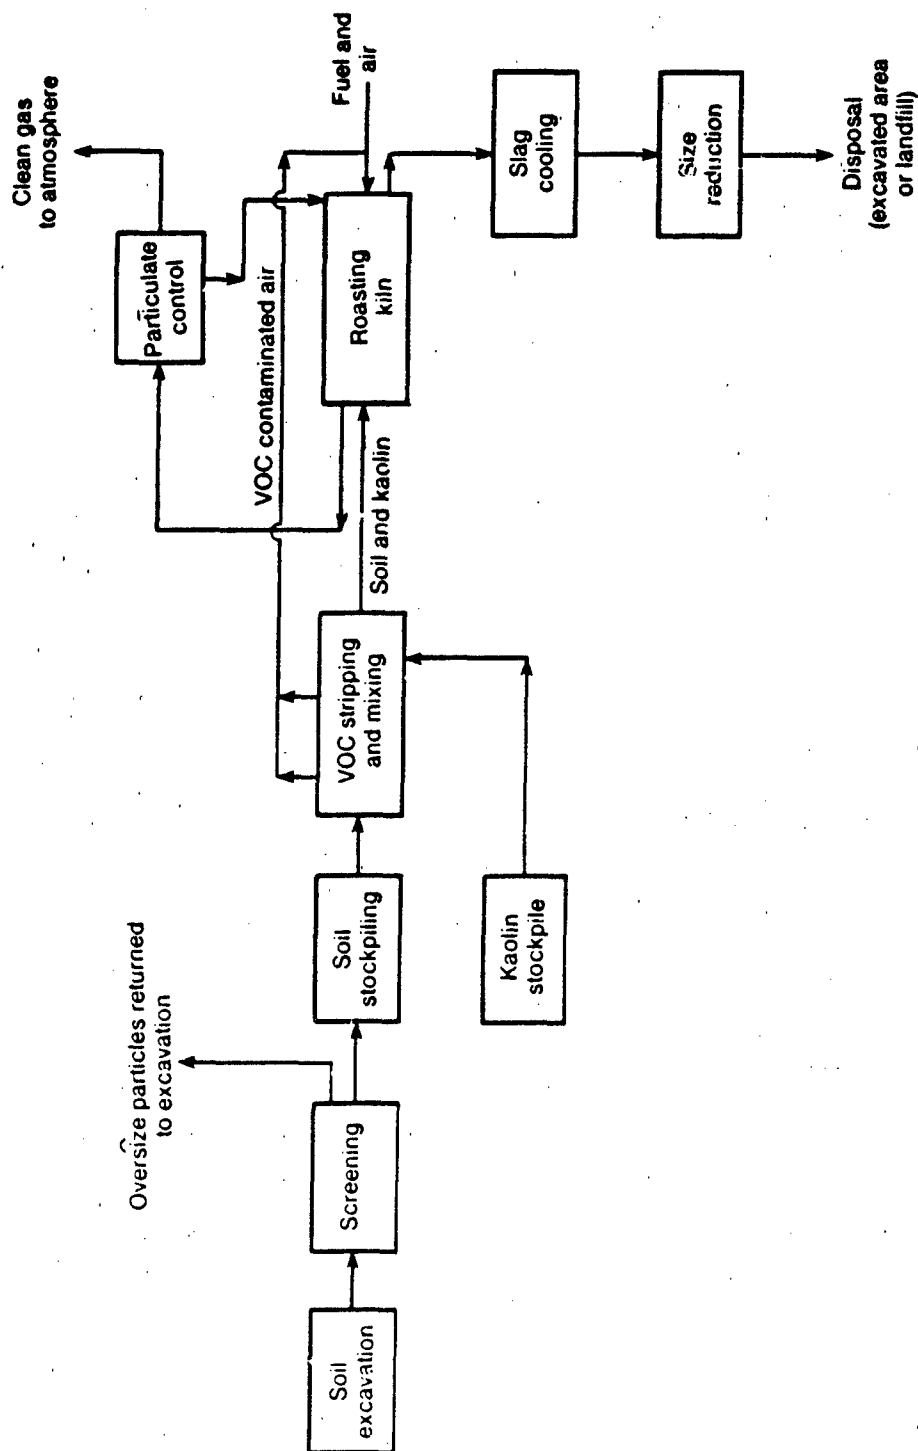 Soil
excavation
Screening
Oversize particles returned
to excavation
Soil
stockpiling
Kaolin
stockpile
VOC stripping
and mixing
Soil and kaolin
VOC contaminated air
Particulate
control
Clean gas
to atmosphere
Roasting
kiln
Fuel and
air
Slag
cooling
Size
reduction
Disposal
(excavated area
or landfill)